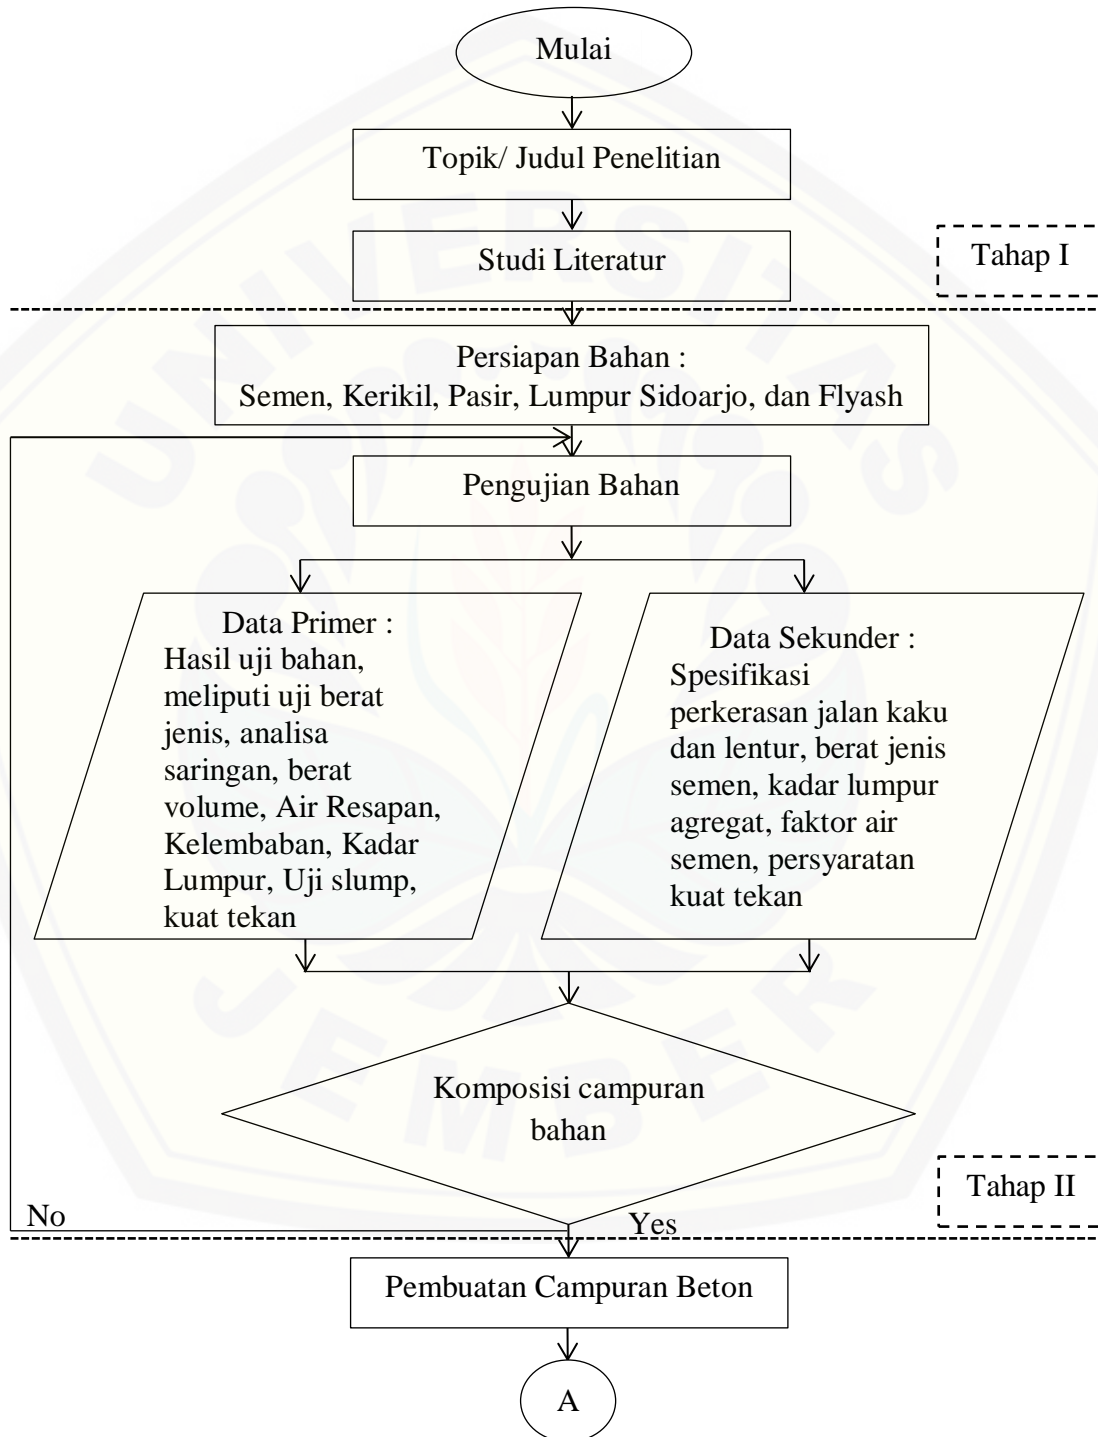 Mulai
Topik/ Judul Penelitian
Studi Literatur
Tahap I
Persiapan Bahan :
Semen, Kerikil, Pasir, Lumpur Sidoarjo, dan Flyash
Pengujian Bahan
Data Primer :
Hasil uji bahan,
meliputi uji berat
jenis, analisa
saringan, berat
volume, Air Resapan,
Kelembaban, Kadar
Lumpur, Uji slump,
kuat tekan
Data Sekunder :
Spesifikasi
perkerasan jalan kaku
dan lentur, berat jenis
semen, kadar lumpur
agregat, faktor air
semen, persyaratan
kuat tekan
Komposisi campuran
bahan
Tahap II
No
Yes
Pembuatan Campuran Beton
A
UNIVERSITAS
JEMBER